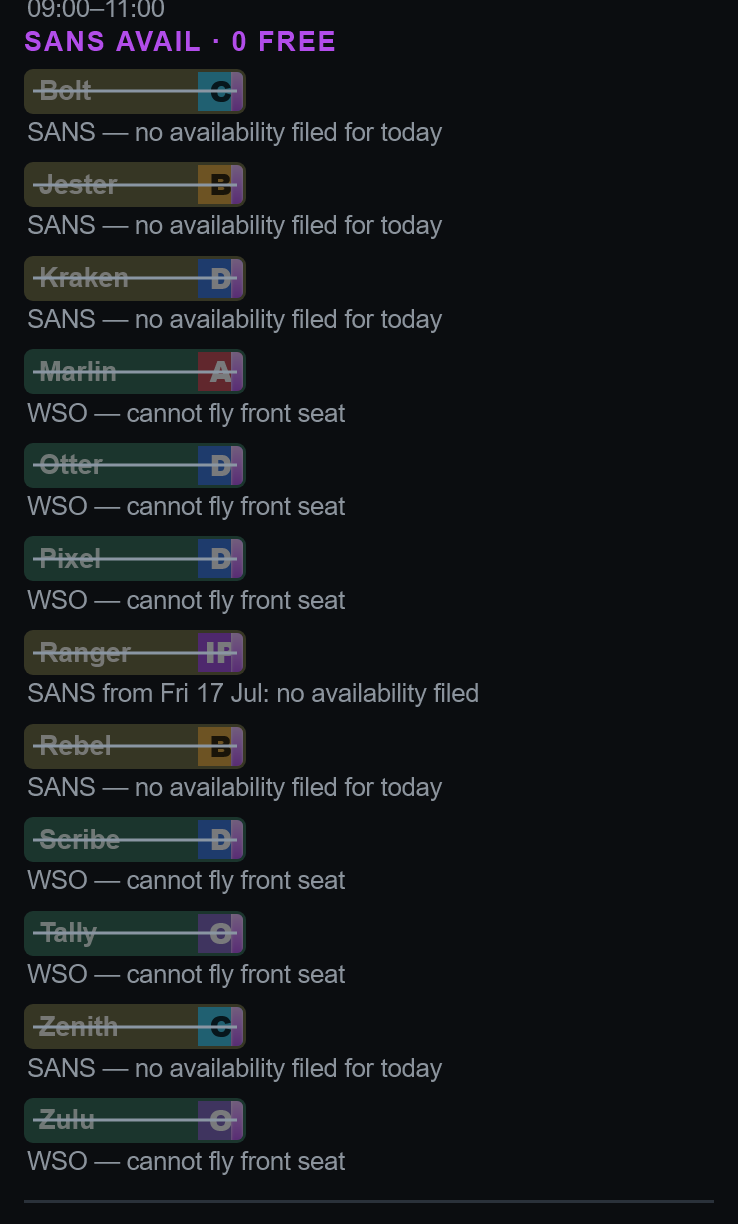 09:00–11:00
SANS AVAIL · 0 FREE
Bolt C
SANS — no availability filed for today
Jester B
SANS — no availability filed for today
Kraken D
SANS — no availability filed for today
Marlin A
WSO — cannot fly front seat
Otter D
WSO — cannot fly front seat
Pixel D
WSO — cannot fly front seat
Ranger IP
SANS from Fri 17 Jul: no availability filed
Rebel B
SANS — no availability filed for today
Scribe D
WSO — cannot fly front seat
Tally O
WSO — cannot fly front seat
Zenith C
SANS — no availability filed for today
Zulu O
WSO — cannot fly front seat